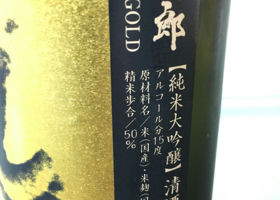 郎
GOLD
【純米大吟醸】清酒
アルコール分15度
原材料名/米(国産)・米麹(国
精米歩合/50%